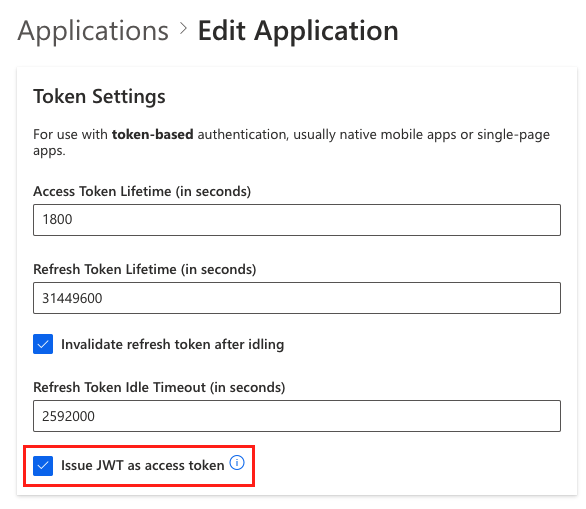 Applications > Edit Application
Token Settings
For use with token-based authentication, usually native mobile apps or single-page
apps.
Access Token Lifetime (in seconds)
1800
Refresh Token Lifetime (in seconds)
31449600
Invalidate refresh token after idling
Refresh Token Idle Timeout (in seconds)
2592000
Issue JWT as access token